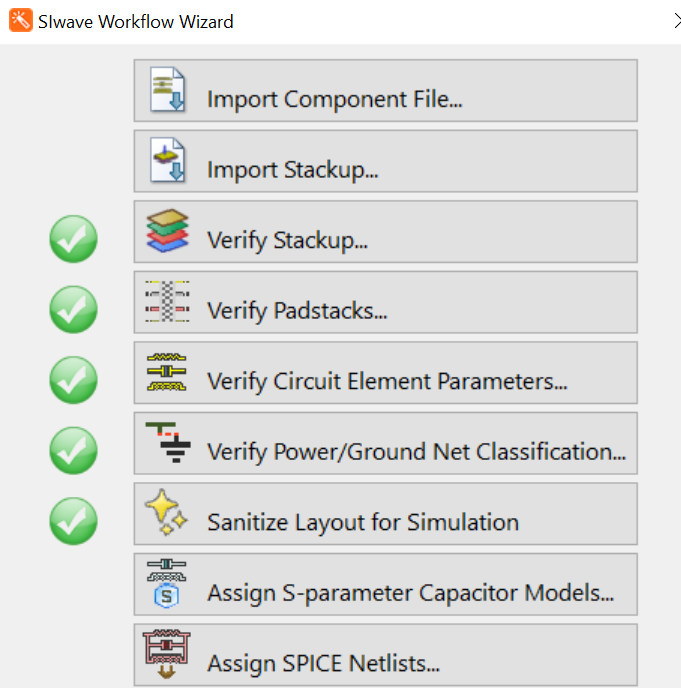 SIwave Workflow Wizard
Import Component File...
Import Stackup...
Verify Stackup...
Verify Padstacks...
Verify Circuit Element Parameters...
Verify Power/Ground Net Classification...
Sanitize Layout for Simulation
S
Assign S-parameter Capacitor Models...
Assign SPICE Netlists...